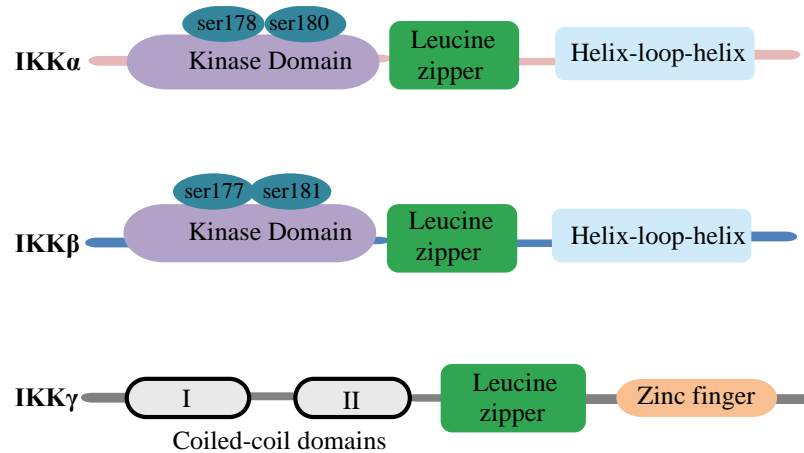 ser178 ser180
IKKα Kinase Domain Leucine zipper Helix-loop-helix
ser177 ser181
IKKβ Kinase Domain Leucine zipper Helix-loop-helix
IKKγ I II Leucine zipper Zinc finger
Coiled-coil domains